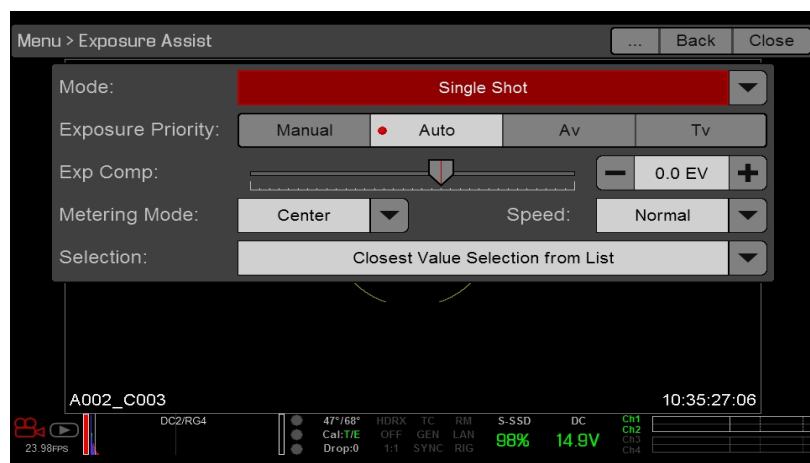 Menu > Exposure Assist ... Back Close
Mode: Single Shot
Exposure Priority: Manual Auto Av Tv
Exp Comp: 0.0 EV
Metering Mode: Center Speed: Normal
Selection: Closest Value Selection from List
A002_C003 10:35:27:06
DC2/RG4 47°/68° HDRX TC RM S-SSD DC Ch1
Cal:T/E OFF GEN LAN 98% 14.9V Ch2
23.98FPS Drop:0 1:1 SYNC RIG Ch3
Ch4